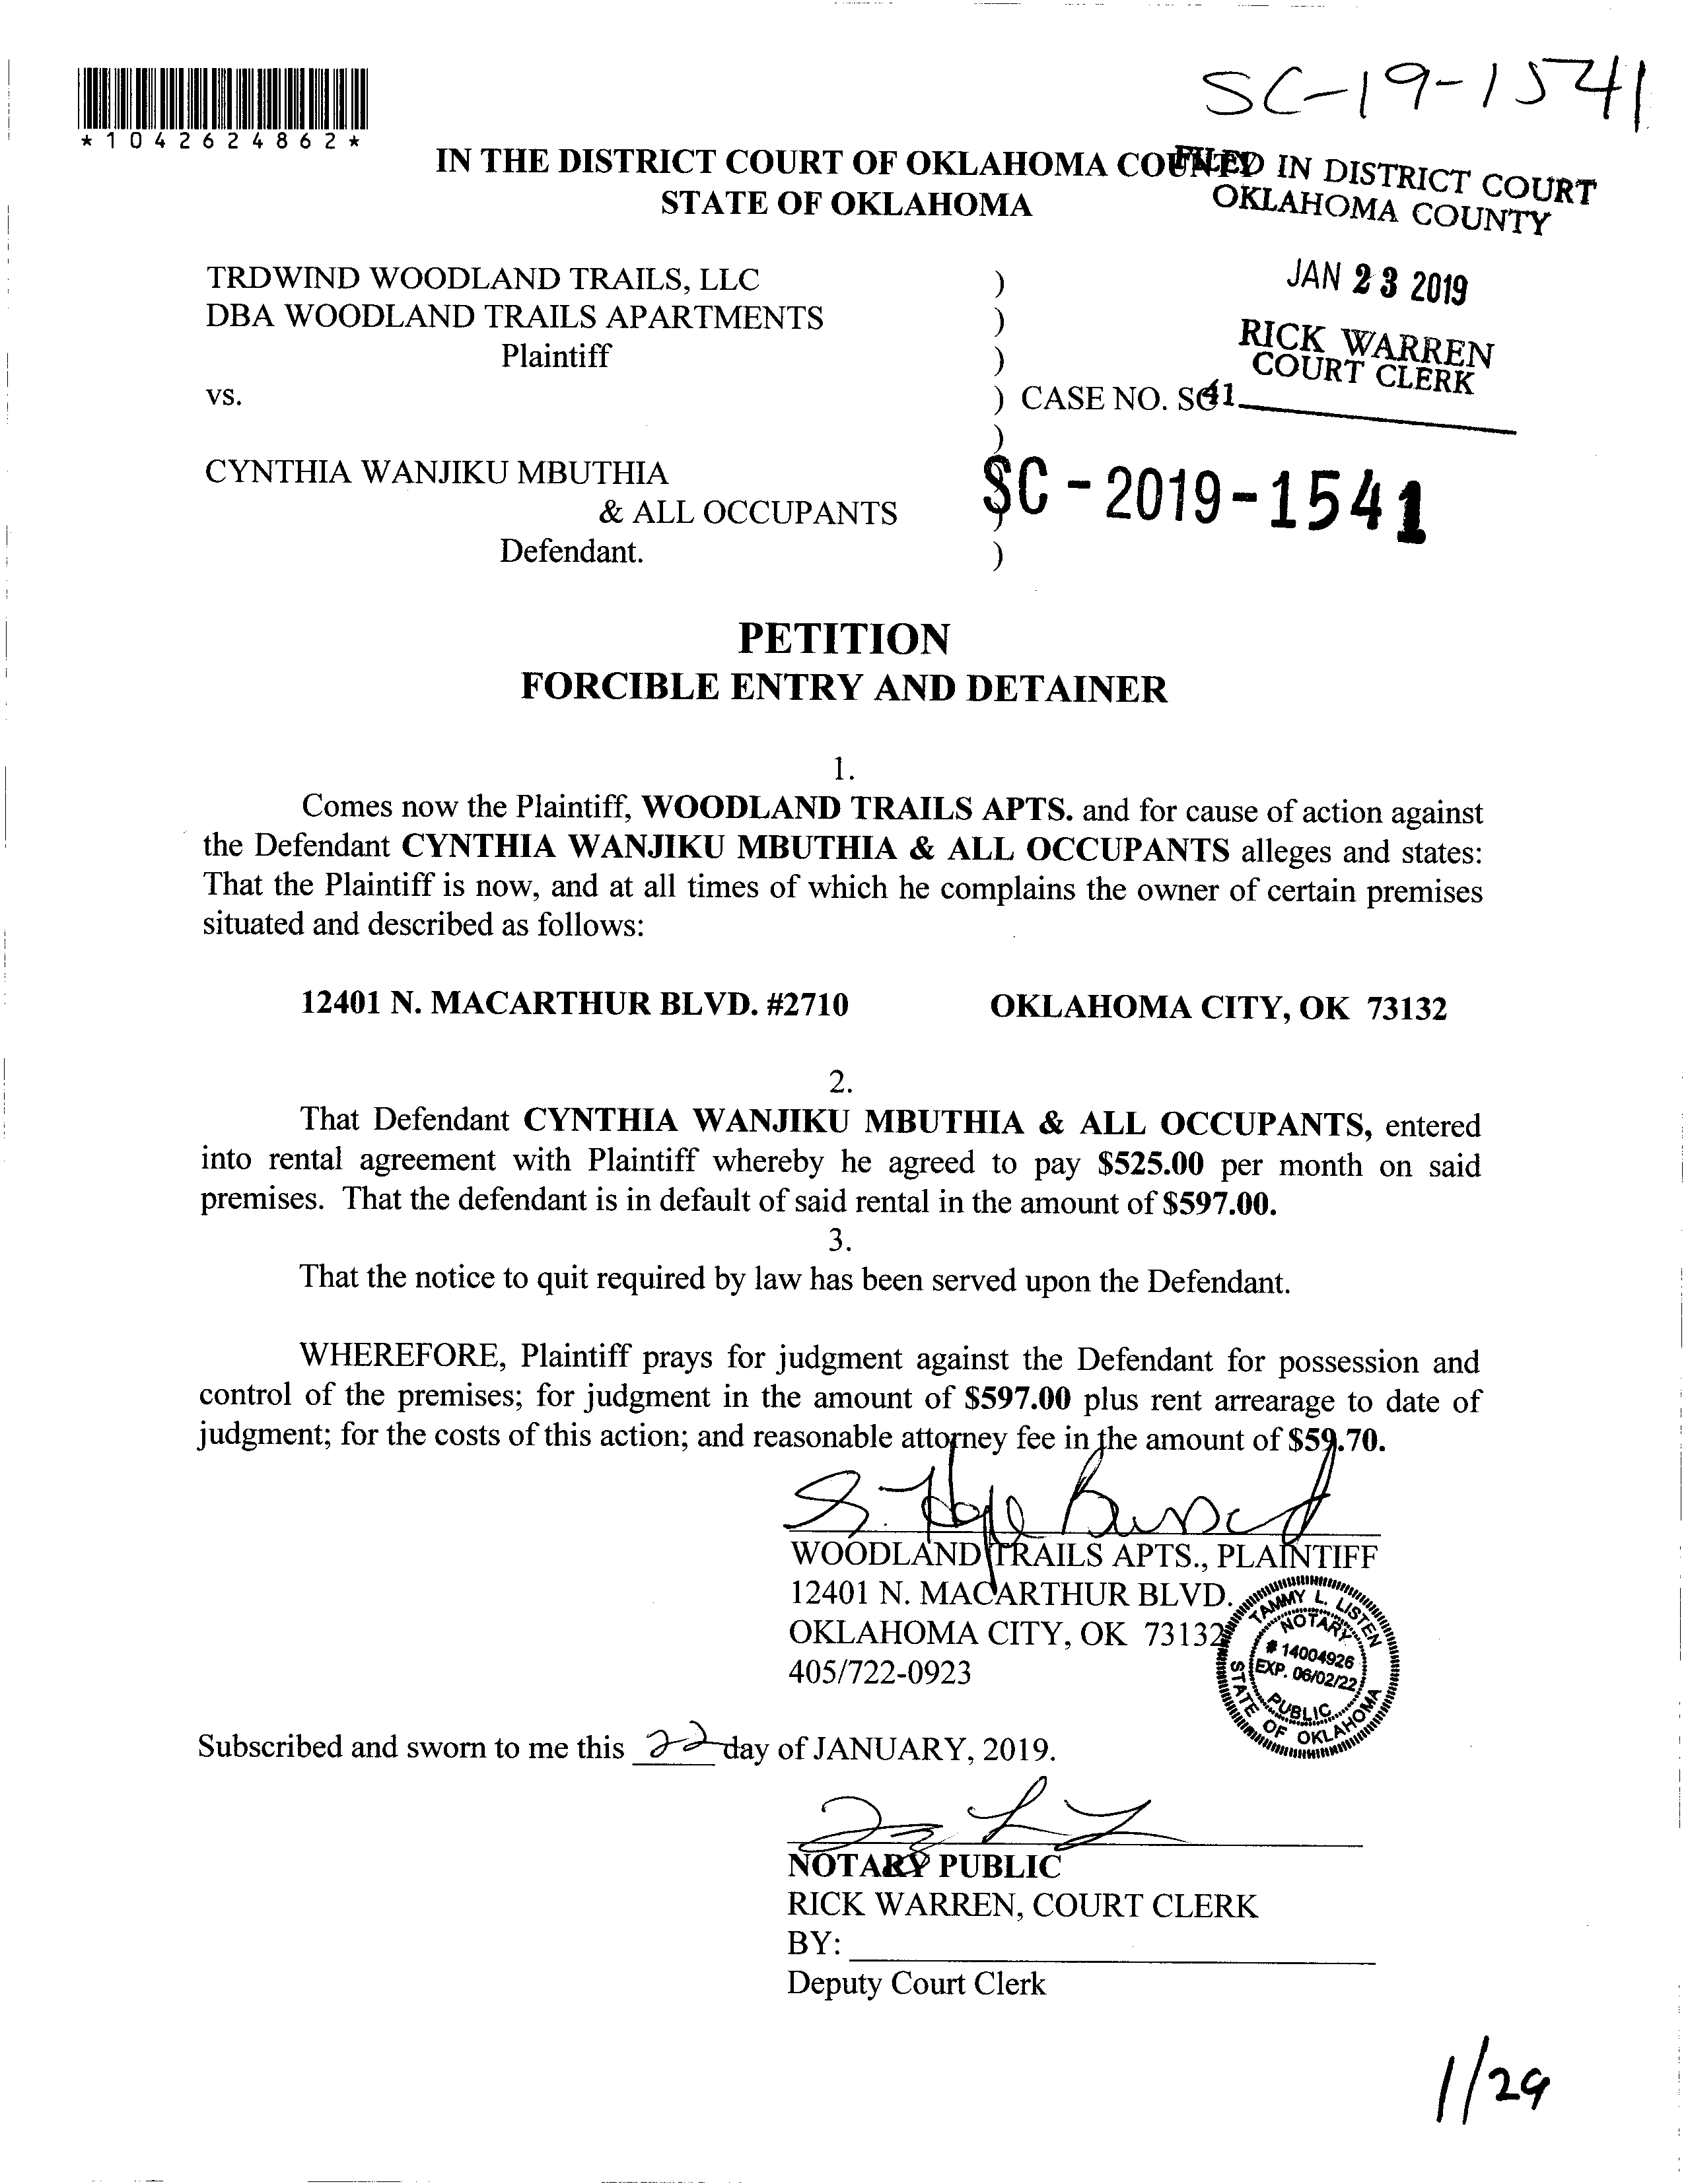 SC-19-1541
*1042624862*
IN THE DISTRICT COURT OF OKLAHOMA COUNTY
STATE OF OKLAHOMA
FILED IN DISTRICT COURT
OKLAHOMA COUNTY
JAN 23 2019
RICK WARREN
COURT CLERK
41
TRDWIND WOODLAND TRAILS, LLC )
DBA WOODLAND TRAILS APARTMENTS )
Plaintiff )
vs. ) CASE NO. SC
)
CYNTHIA WANJIKU MBUTHIA )
& ALL OCCUPANTS )
Defendant. )
SC - 2019-1541
PETITION
FORCIBLE ENTRY AND DETAINER
1.
Comes now the Plaintiff, WOODLAND TRAILS APTS. and for cause of action against
the Defendant CYNTHIA WANJIKU MBUTHIA & ALL OCCUPANTS alleges and states:
That the Plaintiff is now, and at all times of which he complains the owner of certain premises
situated and described as follows:
12401 N. MACARTHUR BLVD. #2710 OKLAHOMA CITY, OK 73132
2.
That Defendant CYNTHIA WANJIKU MBUTHIA & ALL OCCUPANTS, entered
into rental agreement with Plaintiff whereby he agreed to pay $525.00 per month on said
premises. That the defendant is in default of said rental in the amount of $597.00.
3.
That the notice to quit required by law has been served upon the Defendant.
WHEREFORE, Plaintiff prays for judgment against the Defendant for possession and
control of the premises; for judgment in the amount of $597.00 plus rent arrearage to date of
judgment; for the costs of this action; and reasonable attorney fee in the amount of $59.70.
S. Hope
WOODLAND TRAILS APTS., PLAINTIFF
12401 N. MACARTHUR BLVD.
OKLAHOMA CITY, OK 73132
405/722-0923
TAMMY L. LISTEN
NOTARY
# 14004926
EXP. 06/02/22
PUBLIC
STATE OF OKLAHOMA
Subscribed and sworn to me this 22 day of JANUARY, 2019.
NOTARY PUBLIC
RICK WARREN, COURT CLERK
BY:
Deputy Court Clerk
1/29